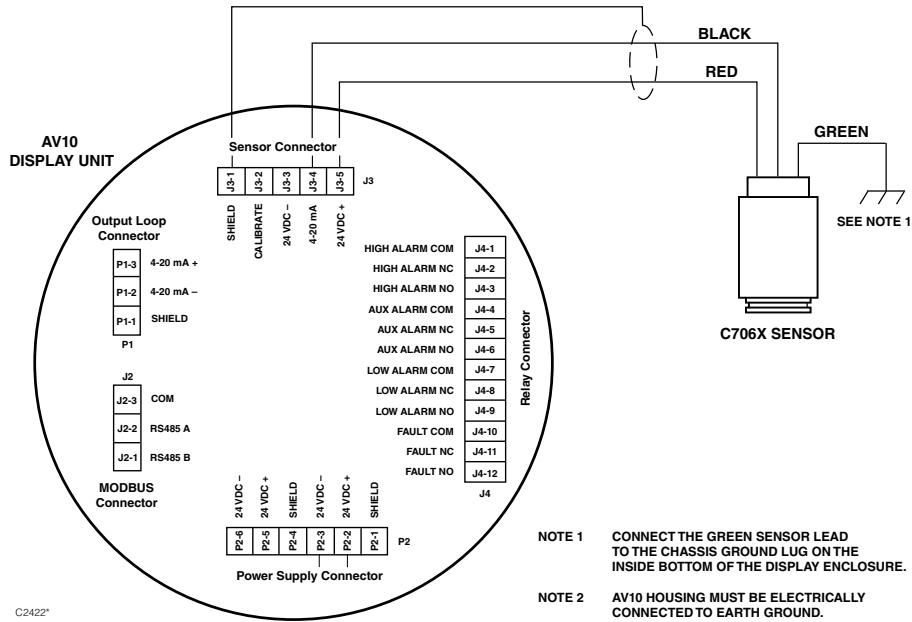 BLACK
RED
GREEN
SEE NOTE 1
C706X SENSOR
AV10
DISPLAY UNIT
Sensor Connector
J3-1
J3-2
J3-3
J3-4
J3-5
J3
SHIELD
CALIBRATE
24 VDC –
4-20 mA
24 VDC +
Output Loop
Connector
P1-3 4-20 mA +
P1-2 4-20 mA –
P1-1 SHIELD
P1
J2
J2-3 COM
J2-2 RS485 A
J2-1 RS485 B
MODBUS
Connector
HIGH ALARM COM J4-1
HIGH ALARM NC J4-2
HIGH ALARM NO J4-3
AUX ALARM COM J4-4
AUX ALARM NC J4-5
AUX ALARM NO J4-6
LOW ALARM COM J4-7
LOW ALARM NC J4-8
LOW ALARM NO J4-9
FAULT COM J4-10
FAULT NC J4-11
FAULT NO J4-12
J4
Relay Connector
24 VDC –
24 VDC +
SHIELD
24 VDC –
24 VDC +
SHIELD
P2-6
P2-5
P2-4
P2-3
P2-2
P2-1
P2
Power Supply Connector
NOTE 1 CONNECT THE GREEN SENSOR LEAD
TO THE CHASSIS GROUND LUG ON THE
INSIDE BOTTOM OF THE DISPLAY ENCLOSURE.
NOTE 2 AV10 HOUSING MUST BE ELECTRICALLY
CONNECTED TO EARTH GROUND.
C2422*